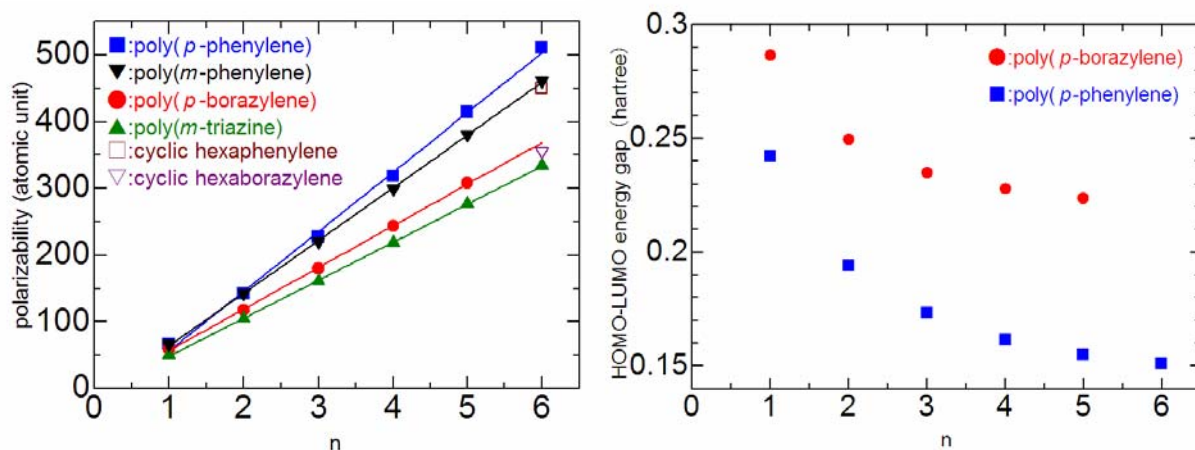 500
400
300
200
100
0
polarizability (atomic unit)
:poly( p-phenylene)
:poly(m-phenylene)
:poly(p-borazylene)
:poly(m-triazine)
:cyclic hexaphenylene
:cyclic hexaborazylene
0 1 2 3 4 5 6
n
0.3
0.25
0.2
0.15
HOMO-LUMO energy gap (hartree)
:poly( p-borazylene)
:poly( p-phenylene)
0 1 2 3 4 5 6
n